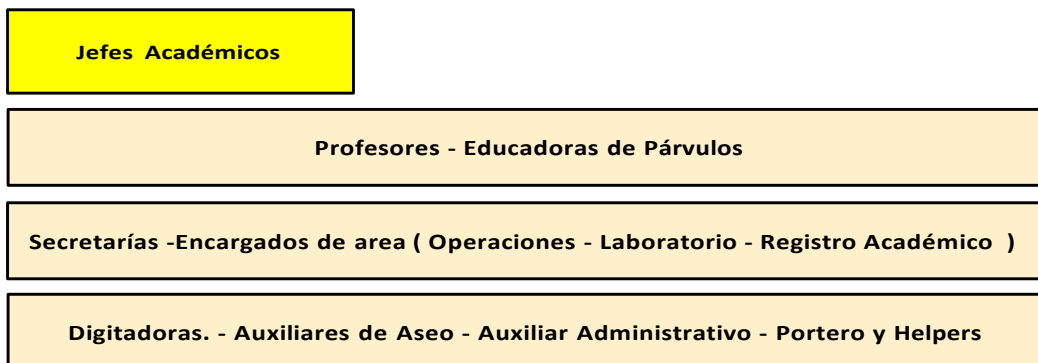 Jefes Académicos
Profesores - Educadoras de Párvulos
Secretarías -Encargados de area ( Operaciones - Laboratorio - Registro Académico )
Digitadoras. - Auxiliares de Aseo - Auxiliar Administrativo - Portero y Helpers